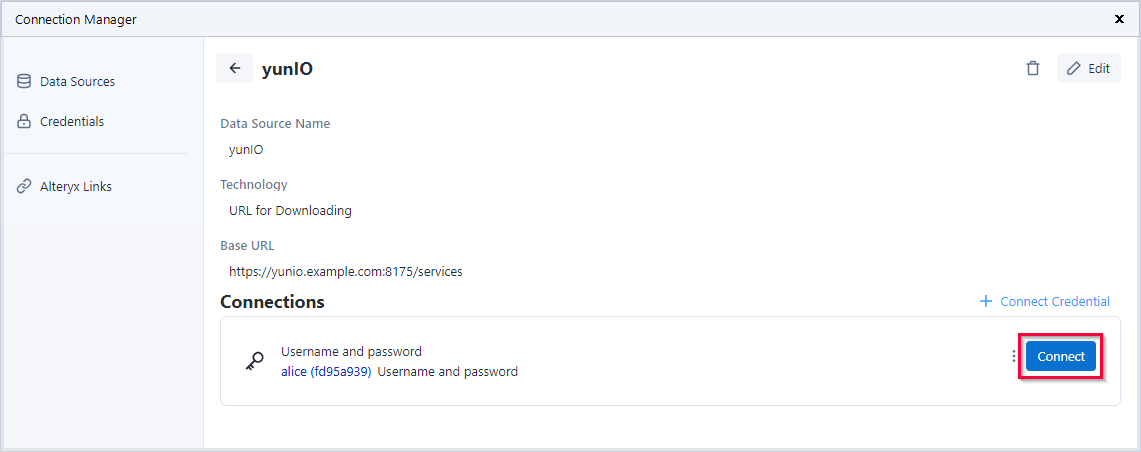 Connection Manager
x
Data Sources
Credentials
Alteryx Links
yunIO
Edit
Data Source Name
yunIO
Technology
URL for Downloading
Base URL
https://yunio.example.com:8175/services
Connections
Connect Credential
Username and password
alice (fd95a939) Username and password
Connect